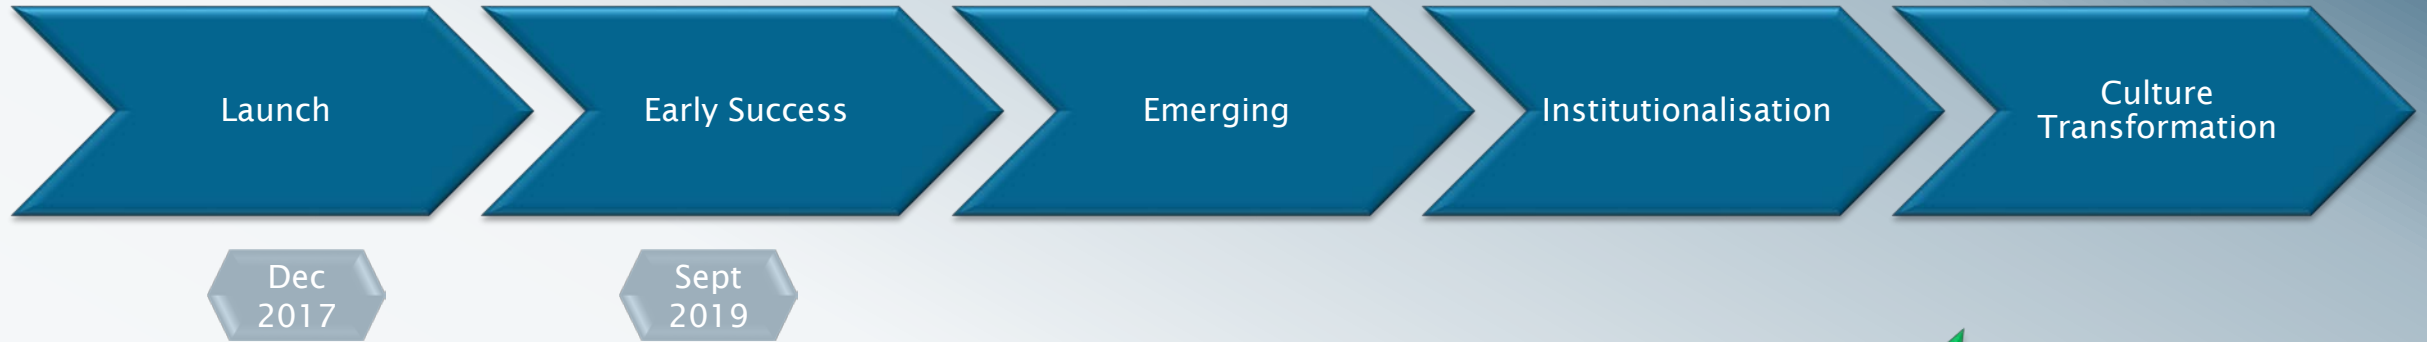 Launch
Early Success
Emerging
Institutionalisation
Culture
Transformation
Dec
2017
Sept
2019